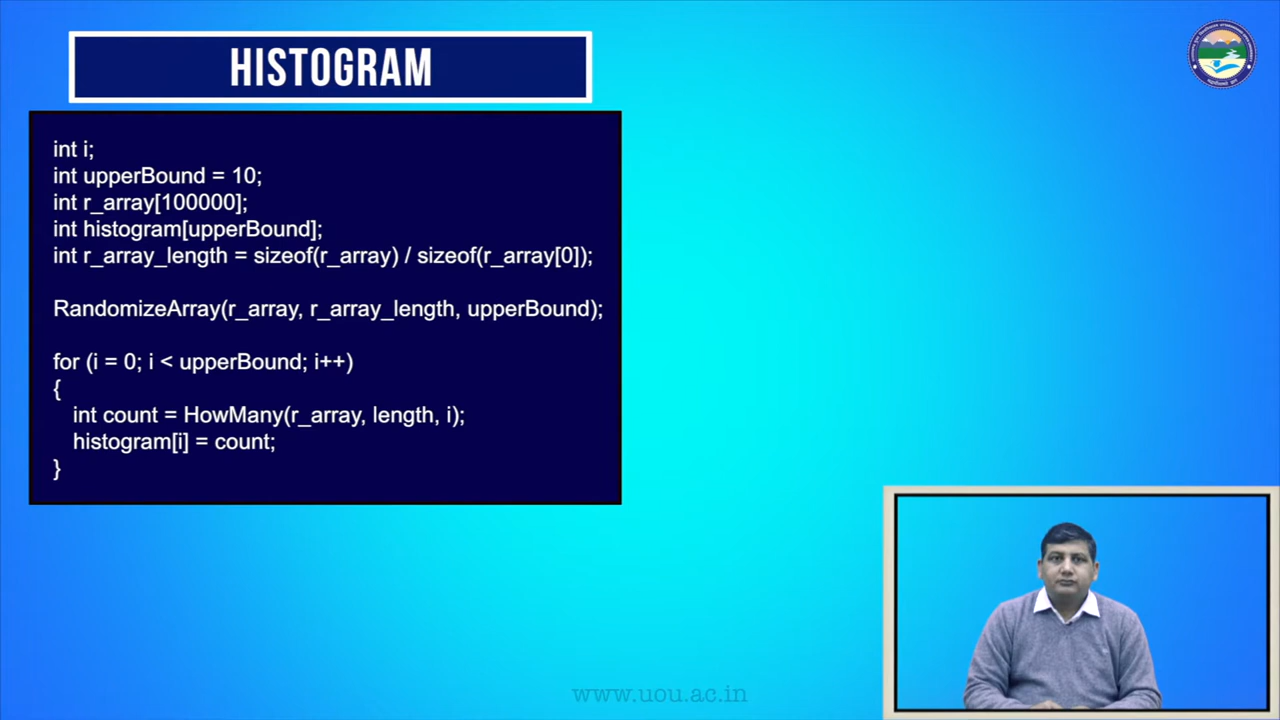 HISTOGRAM
int i;
int upperBound = 10;
int r_array[100000];
int histogram[upperBound];
int r_array_length = sizeof(r_array) / sizeof(r_array[0]);
RandomizeArray(r_array, r_array_length, upperBound);
for (i = 0; i < upperBound; i++)
{
int count = HowMany(r_array, length, i);
histogram[i] = count;
}
www.uou.ac.in